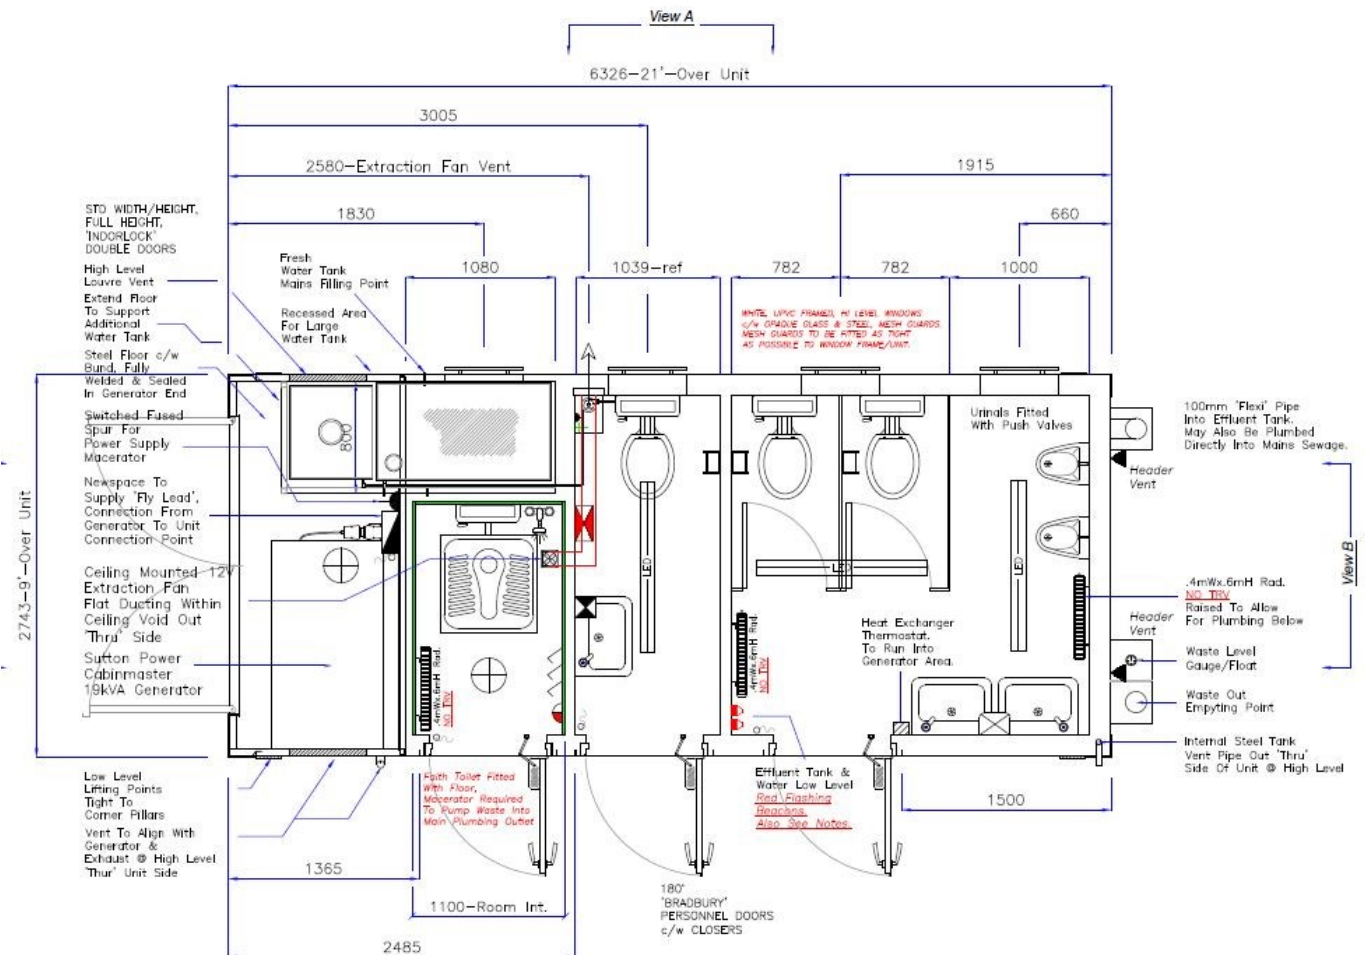 View A
6326-21'-Over Unit
3005
2580-Extraction Fan Vent
1915
1830
660
1080
1039-ref
782
782
1000
STD WIDTH/HEIGHT,
FULL HEIGHT,
'INDORLOCK'
DOUBLE DOORS
High Level
Louvre Vent
Extend Floor
To Support
Additional
Water Tank
Steel Floor c/w
Bund, Fully
Welded & Sealed
In Generator End
Switched Fused
Spur For
Power Supply
Macerator
Newspace To
Supply 'Fly Lead',
Connection From
Generator To Unit
Connection Point
Ceiling Mounted 12V
Extraction Fan
Flat Ducting Within
Ceiling Void Out
'Thru' Side
Sutton Power
Cabinmaster
19kVA Generator
Low Level
Lifting Points
Tight To
Corner Pillars
Vent To Align With
Generator &
Exhaust @ High Level
'Thur' Unit Side
2743-9'-Over Unit
Fresh
Water Tank
Mains Filling Point
Recessed Area
For Large
Water Tank
WHITE, UPVC FRAMED, HI LEVEL WINDOWS
c/w OPAQUE GLASS & STEEL, MESH GUARDS.
MESH GUARDS TO BE FITTED AS TIGHT
AS POSSIBLE TO WINDOW FRAME/UNIT.
Urinals Fitted
With Push Valves
LED
LED
LED
.4mWx.6mH Rad.
NO TRV
.4mWx.6mH Rad.
NO TRV
Heat Exchanger
Thermostat.
To Run Into
Generator Area.
100mm 'Flexi' Pipe
Into Effluent Tank.
May Also Be Plumbed
Directly Into Mains Sewage.
Header
Vent
View B
.4mWx.6mH Rad.
NO TRV
Raised To Allow
For Plumbing Below
Header
Vent
Waste Level
Gauge/Float
Waste Out
Emptying Point
Internal Steel Tank
Vent Pipe Out 'Thru'
Side Of Unit @ High Level
Faith Toilet Fitted
With Floor,
Macerator Required
To Pump Waste Into
Main Plumbing Outlet
Effluent Tank &
Water Low Level
Red Flashing
Beacons.
Also See Notes.
1500
1365
1100-Room Int.
180°
'BRADBURY'
PERSONNEL DOORS
c/w CLOSERS
2485